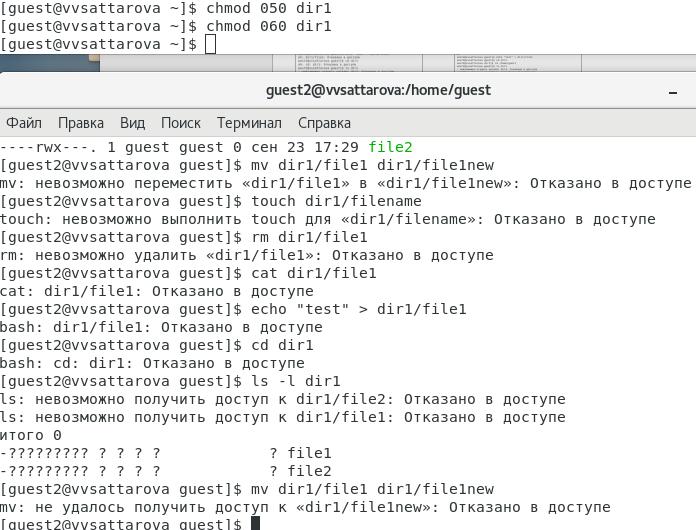 [guest@vvsattarova ~]$ chmod 050 dir1
[guest@vvsattarova ~]$ chmod 060 dir1
[guest@vvsattarova ~]$
guest2@vvsattarova:/home/guest
Файл Правка Вид Поиск Терминал Справка
----rwx---. 1 guest guest 0 сен 23 17:29 file2
[guest2@vvsattarova guest]$ mv dir1/file1 dir1/file1new
mv: невозможно переместить «dir1/file1» в «dir1/file1new»: Отказано в доступе
[guest2@vvsattarova guest]$ touch dir1/filename
touch: невозможно выполнить touch для «dir1/filename»: Отказано в доступе
[guest2@vvsattarova guest]$ rm dir1/file1
rm: невозможно удалить «dir1/file1»: Отказано в доступе
[guest2@vvsattarova guest]$ cat dir1/file1
cat: dir1/file1: Отказано в доступе
[guest2@vvsattarova guest]$ echo "test" > dir1/file1
bash: dir1/file1: Отказано в доступе
[guest2@vvsattarova guest]$ cd dir1
bash: cd: dir1: Отказано в доступе
[guest2@vvsattarova guest]$ ls -l dir1
ls: невозможно получить доступ к dir1/file2: Отказано в доступе
ls: невозможно получить доступ к dir1/file1: Отказано в доступе
итого 0
-????????? ? ? ? ?            ? file1
-????????? ? ? ? ?            ? file2
[guest2@vvsattarova guest]$ mv dir1/file1 dir1/file1new
mv: не удалось получить доступ к «dir1/file1new»: Отказано в доступе
[guest2@vvsattarova guest]$